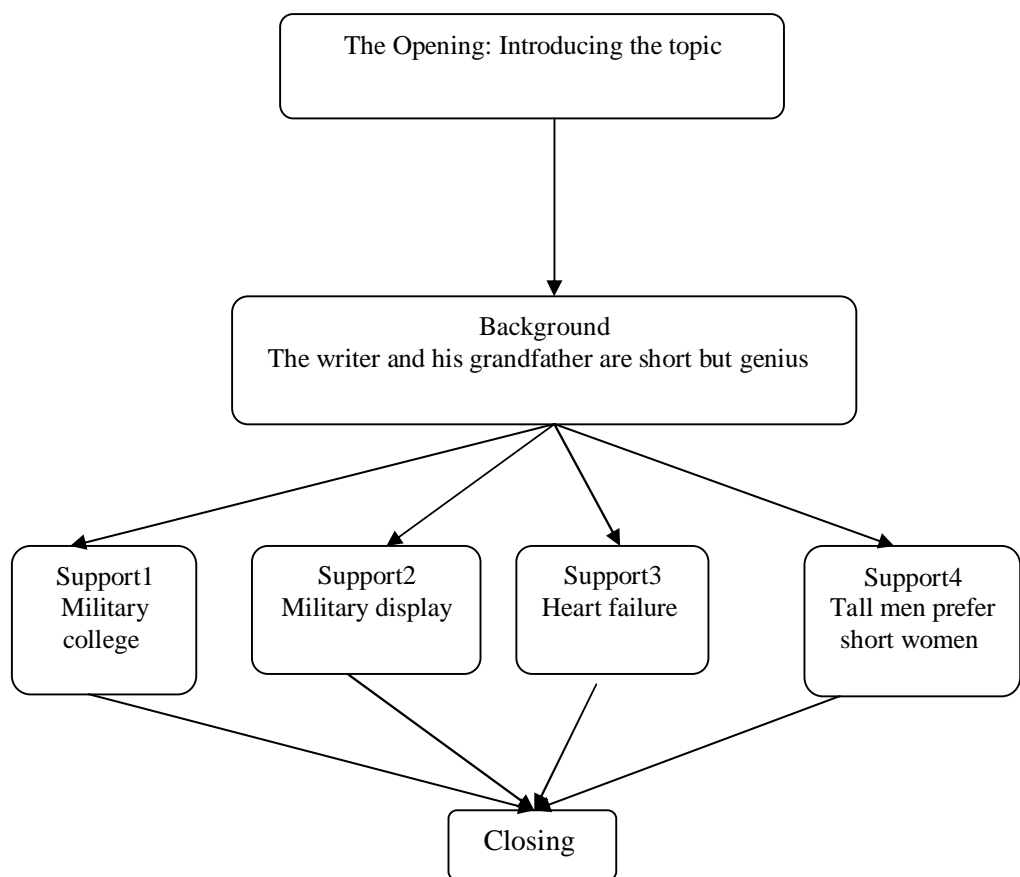 The Opening: Introducing the topic
Background
The writer and his grandfather are short but genius
Support1
Military
college
Support2
Military display
Support3
Heart failure
Support4
Tall men prefer
short women
Closing